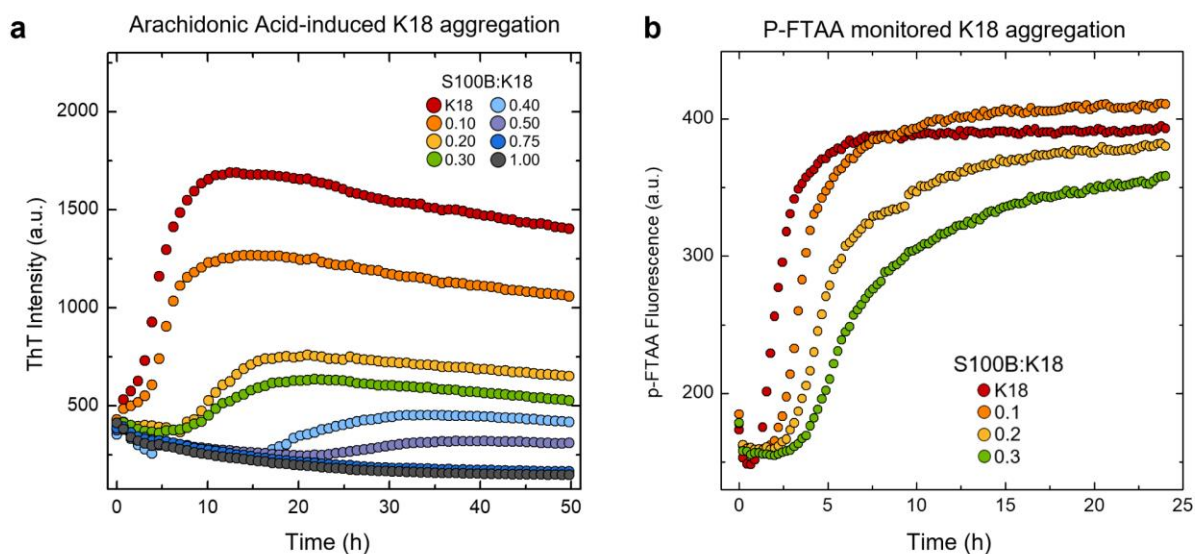 a
Arachidonic Acid-induced K18 aggregation
ThT Intensity (a.u.)
2000
1500
1000
500
S100B:K18
K18 0.40
0.10 0.50
0.20 0.75
0.30 1.00
0 10 20 30 40 50
Time (h)
b
P-FTAA monitored K18 aggregation
p-FTAA Fluorescence (a.u.)
400
300
200
S100B:K18
K18
0.1
0.2
0.3
0 5 10 15 20 25
Time (h)